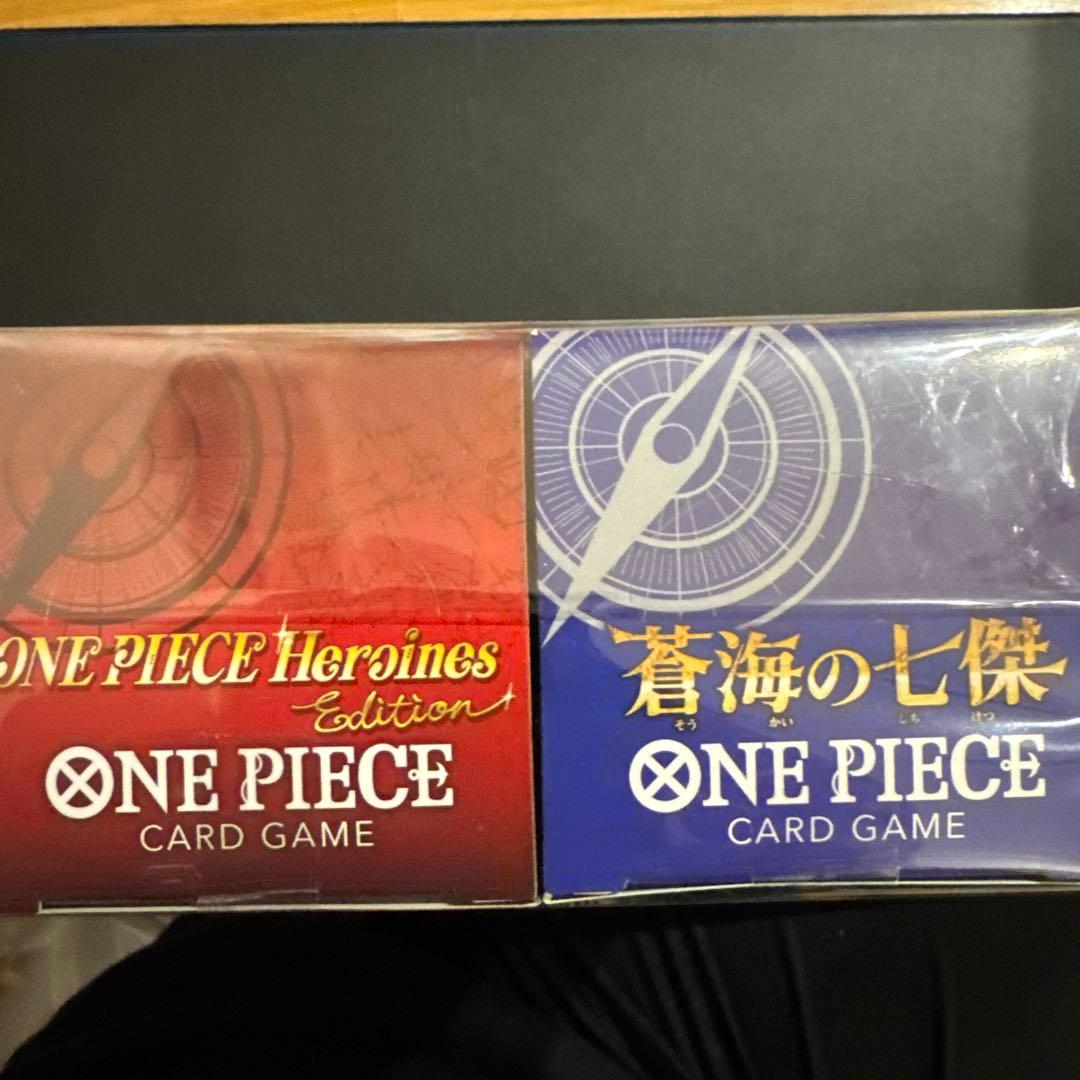 ONE PIECE Heroines
Edition
ONE PIECE
CARD GAME
蒼海の七傑
そう かい しち けつ
ONE PIECE
CARD GAME